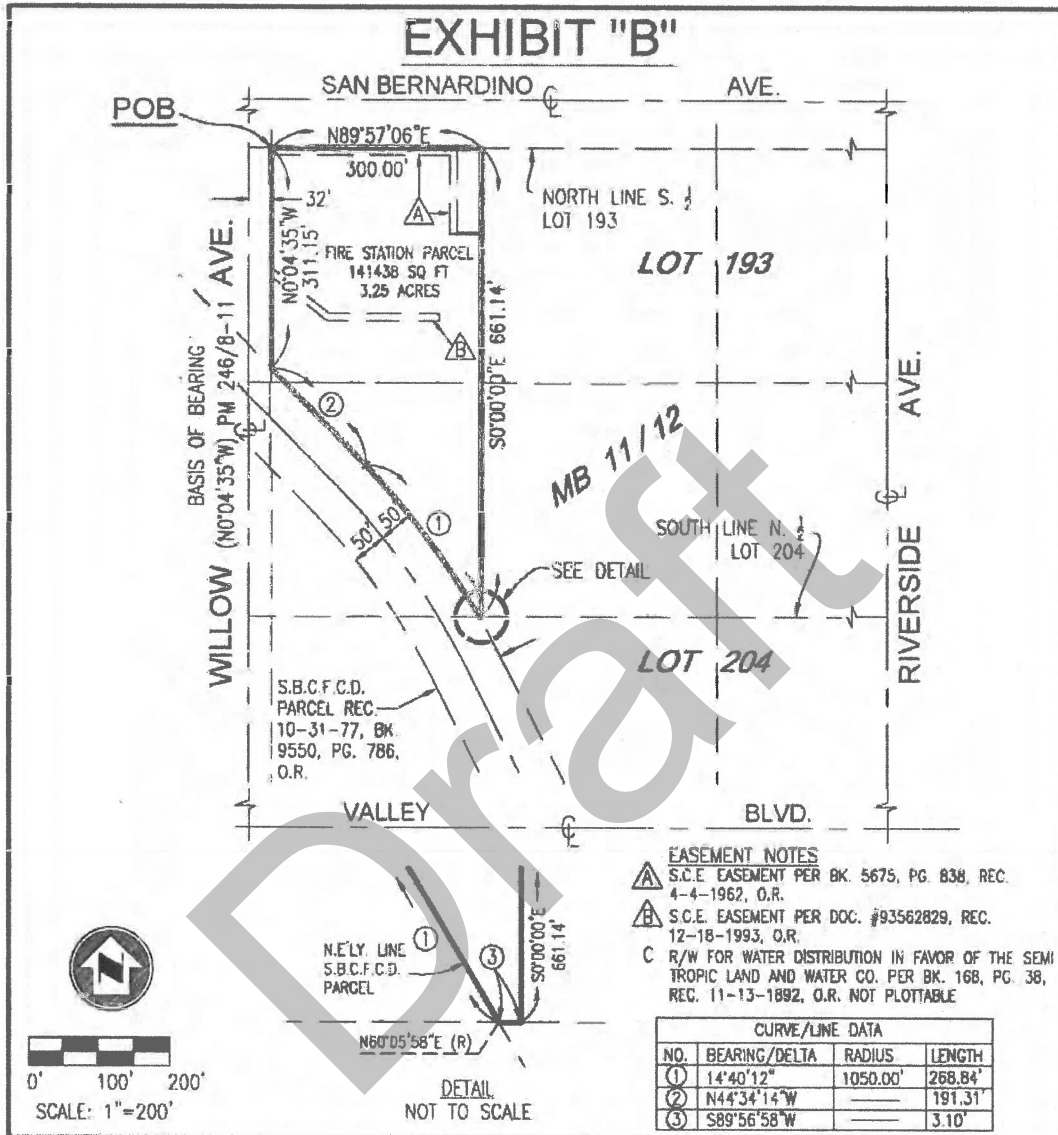 EXHIBIT "B"
SAN BERNARDINO AVE.
POB
N89°57'06"E
300.00'
32'
N0°04'35"W
311.15'
A
NORTH LINE S. 1/2
LOT 193
FIRE STATION PARCEL
141438 SQ FT
3.25 ACRES
LOT 193
B
S0°00'00"E 661.14'
WILLOW AVE.
BASIS OF BEARING
(N0°04'35"W) PM 246/8-11
2
MB 11/12
RIVERSIDE AVE.
50' 50'
1
SOUTH LINE N. 1/2
LOT 204
SEE DETAIL
LOT 204
S.B.C.F.C.D.
PARCEL REC.
10-31-77, BK.
9550, PG. 786,
O.R.
VALLEY BLVD.
Draft
EASEMENT NOTES
A S.C.E. EASEMENT PER BK. 5675, PG. 838, REC.
4-4-1962, O.R.
B S.C.E. EASEMENT PER DOC. #93562829, REC.
12-18-1993, O.R.
C R/W FOR WATER DISTRIBUTION IN FAVOR OF THE SEMI
TROPIC LAND AND WATER CO. PER BK. 168, PG. 38,
REC. 11-13-1892, O.R. NOT PLOTTABLE
1
N.E'LY. LINE
S.B.C.F.C.D.
PARCEL
3
S0°00'00"E
661.14'
N60°05'58"E (R)
DETAIL
NOT TO SCALE
N
0' 100' 200'
SCALE: 1"=200'
CURVE/LINE DATA
NO. BEARING/DELTA RADIUS LENGTH
1 14°40'12" 1050.00' 268.84'
2 N44°34'14"W ——— 191.31'
3 S89°56'58"W ——— 3.10'